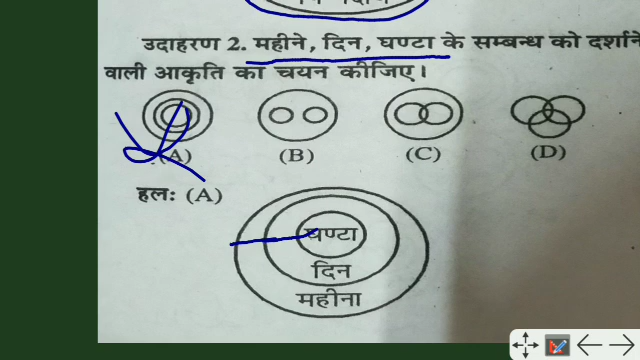 उदाहरण 2. महीने, दिन, घण्टा के सम्बन्ध को दर्शाने
वाली आकृति का चयन कीजिए।
(A) (B) (C) (D)
हलः (A)
घण्टा
दिन
महीना